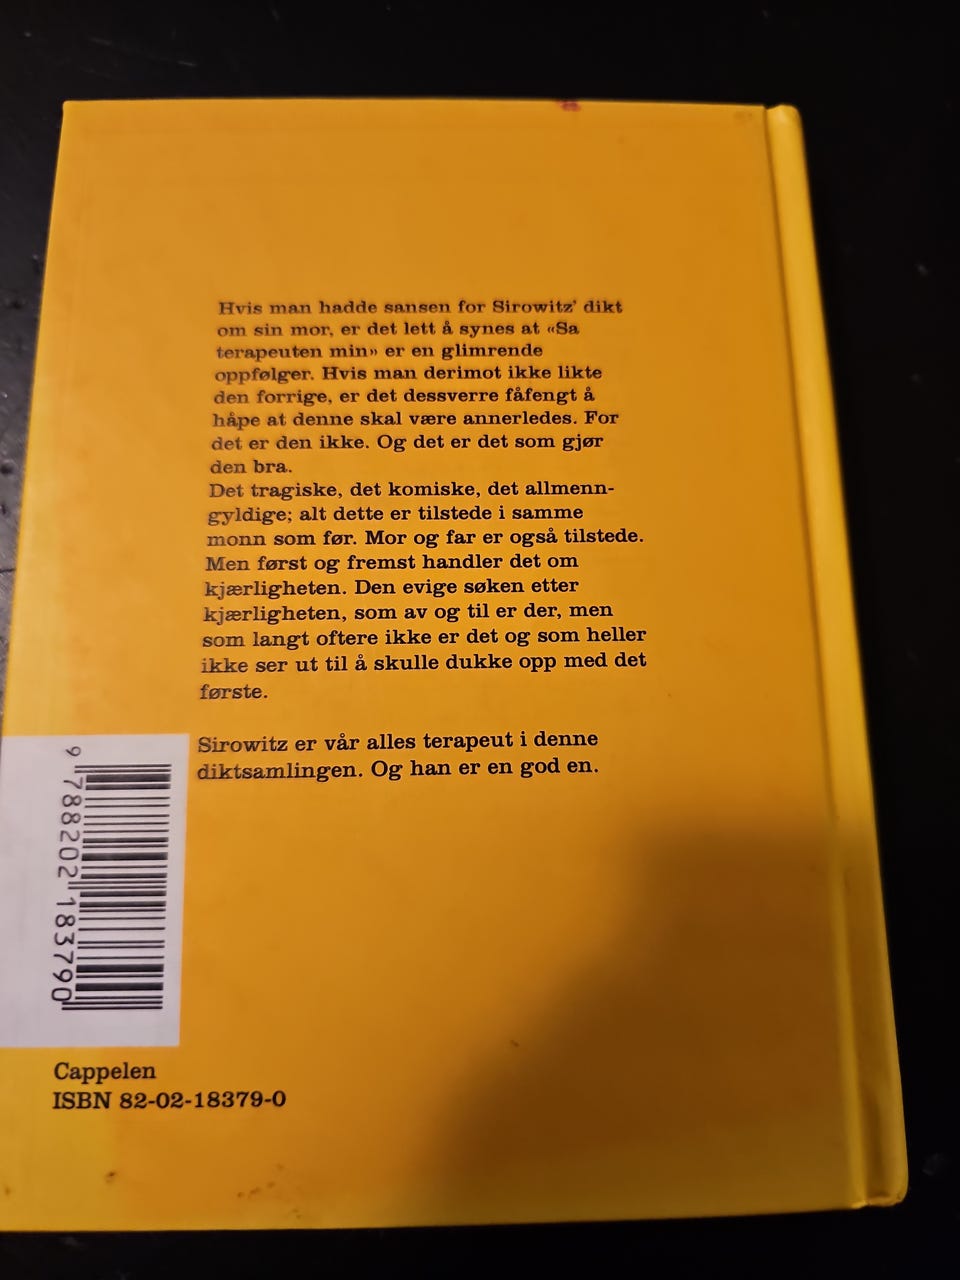 Hvis man hadde sansen for Sirowitz' dikt
om sin mor, er det lett å synes at «Sa
terapeuten min» er en glimrende
oppfølger. Hvis man derimot ikke likte
den forrige, er det dessverre fåfengt å
håpe at denne skal være annerledes. For
det er den ikke. Og det er det som gjør
den bra.
Det tragiske, det komiske, det allmenn-
gyldige; alt dette er tilstede i samme
monn som før. Mor og far er også tilstede.
Men først og fremst handler det om
kjærligheten. Den evige søken etter
kjærligheten, som av og til er der, men
som langt oftere ikke er det og som heller
ikke ser ut til å skulle dukke opp med det
første.
Sirowitz er vår alles terapeut i denne
diktsamlingen. Og han er en god en.
9 788202 183790
Cappelen
ISBN 82-02-18379-0